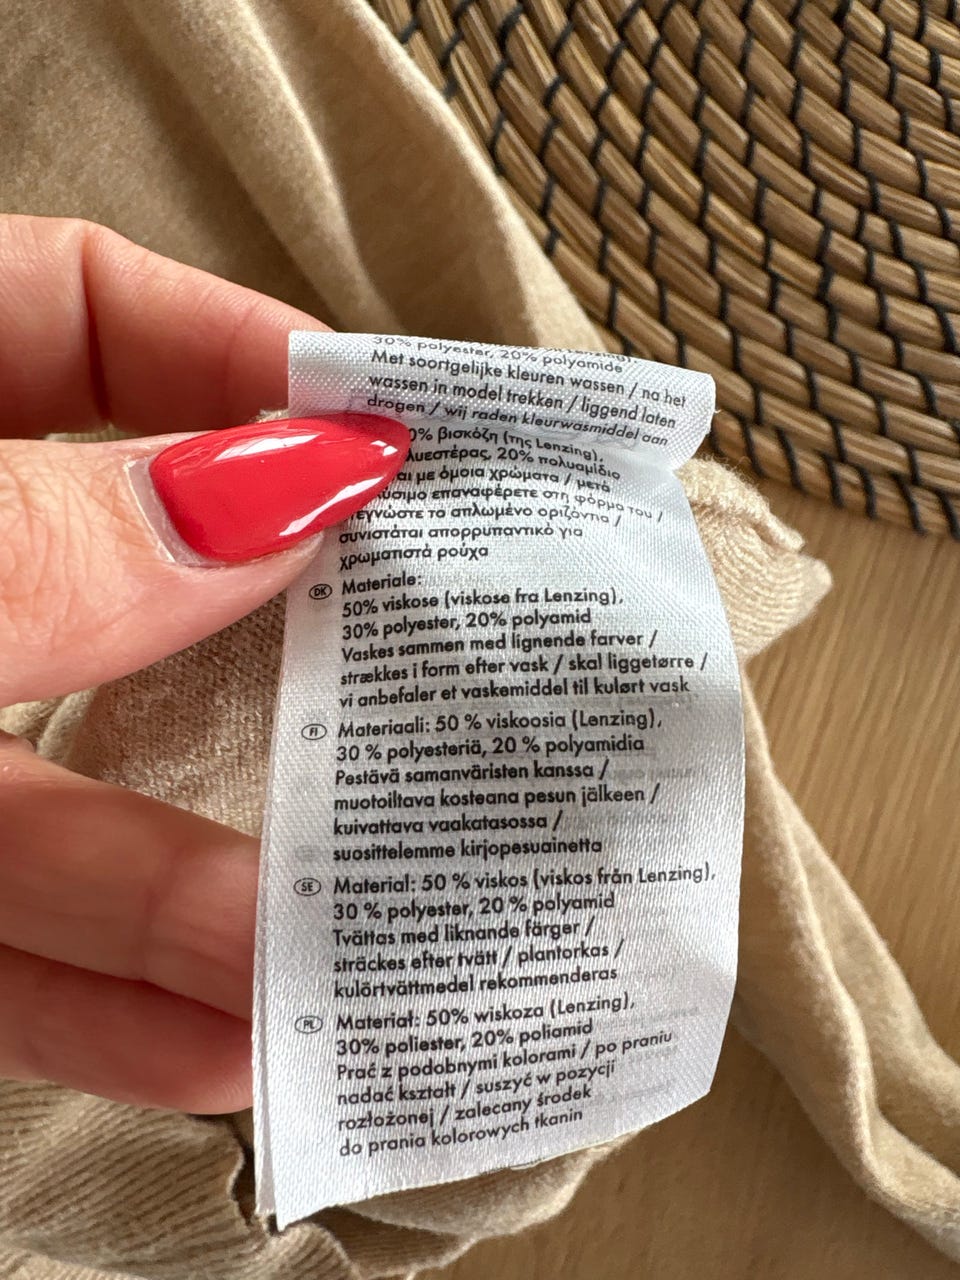 30% polyester, 20% polyamide
Met soortgelijke kleuren wassen / na het
wassen in model trekken / liggend laten
drogen / wij raden kleurwasmiddel aan
0% βισκόζη (της Lenzing),
λυεστέρας, 20% πολυαμίδιο
αι με όμοια χρώματα / μετά
ύσιμο επαναφέρετε στη φόρμα του /
εγνώστε το απλωμένο οριζόντια /
συνιστάται απορρυπαντικό για
χρωματιστά ρούχα
DK Materiale:
50% viskose (viskose fra Lenzing),
30% polyester, 20% polyamid
Vaskes sammen med lignende farver /
strækkes i form efter vask / skal liggetørre /
vi anbefaler et vaskemiddel til kulørt vask
FI Materiaali: 50 % viskoosia (Lenzing),
30 % polyesteriä, 20 % polyamidia
Pestävä samanväristen kanssa /
muotoiltava kosteana pesun jälkeen /
kuivattava vaakatasossa /
suosittelemme kirjopesuainetta
SE Material: 50 % viskos (viskos från Lenzing),
30 % polyester, 20 % polyamid
Tvättas med liknande färger /
sträckes efter tvätt / plantorkas /
kulörtvättmedel rekommenderas
PL Materiał: 50% wiskoza (Lenzing),
30% poliester, 20% poliamid
Prać z podobnymi kolorami / po praniu
nadać kształt / suszyć w pozycji
rozłożonej / zalecany środek
do prania kolorowych tkanin